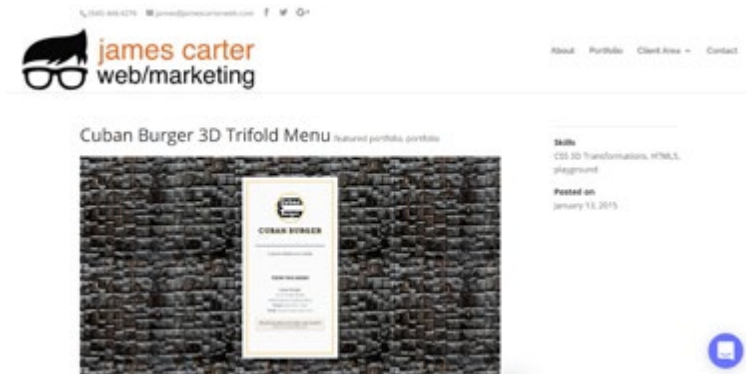 james carter
web/marketing
About Portfolio Client Area Contact
Cuban Burger 3D Trifold Menu featured portfolio, portfolio
Skills
CSS 3D Transformations, HTML5,
playground
Posted on
January 13, 2015
CUBAN BURGER